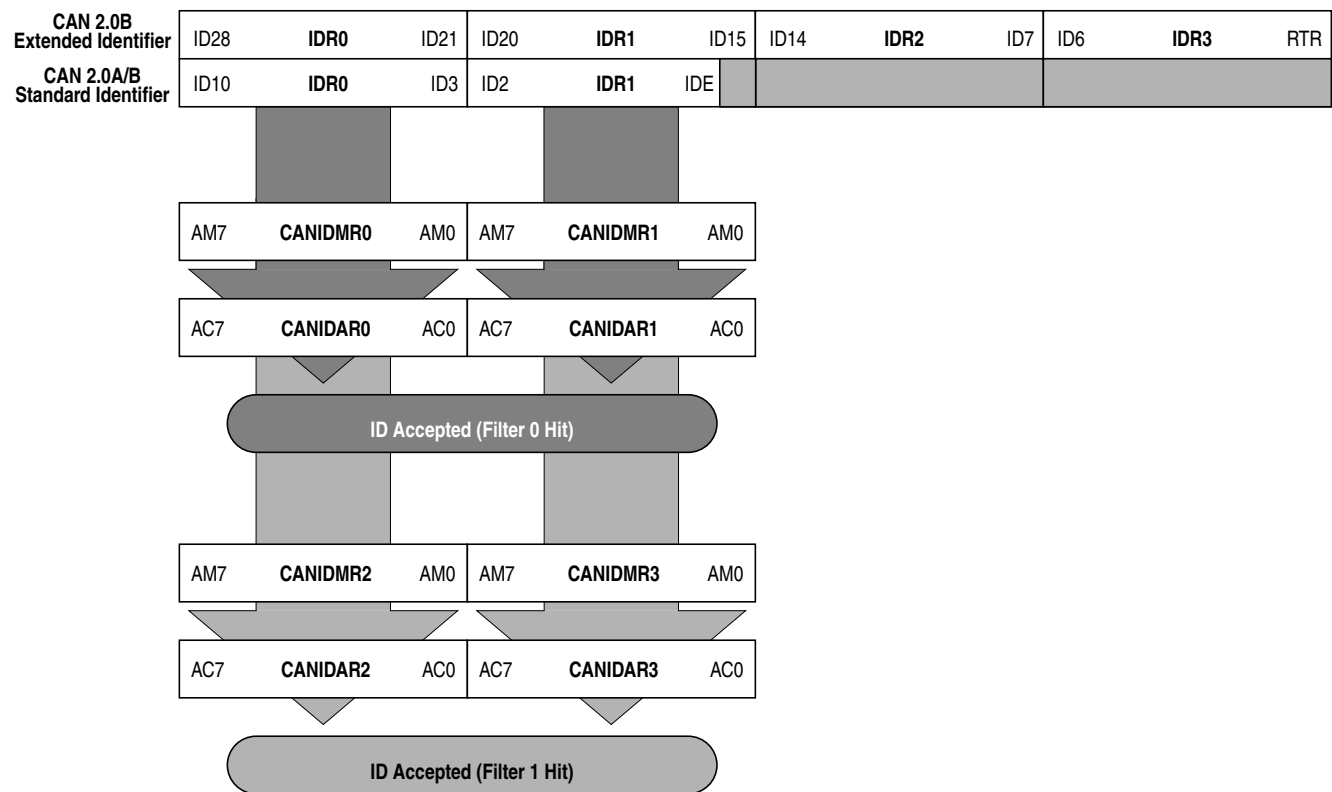 CAN 2.0B
Extended Identifier
ID28 IDR0 ID21 ID20 IDR1 ID15 ID14 IDR2 ID7 ID6 IDR3 RTR
CAN 2.0A/B
Standard Identifier
ID10 IDR0 ID3 ID2 IDR1 IDE
AM7 CANIDMR0 AM0 AM7 CANIDMR1 AM0
AC7 CANIDAR0 AC0 AC7 CANIDAR1 AC0
ID Accepted (Filter 0 Hit)
AM7 CANIDMR2 AM0 AM7 CANIDMR3 AM0
AC7 CANIDAR2 AC0 AC7 CANIDAR3 AC0
ID Accepted (Filter 1 Hit)